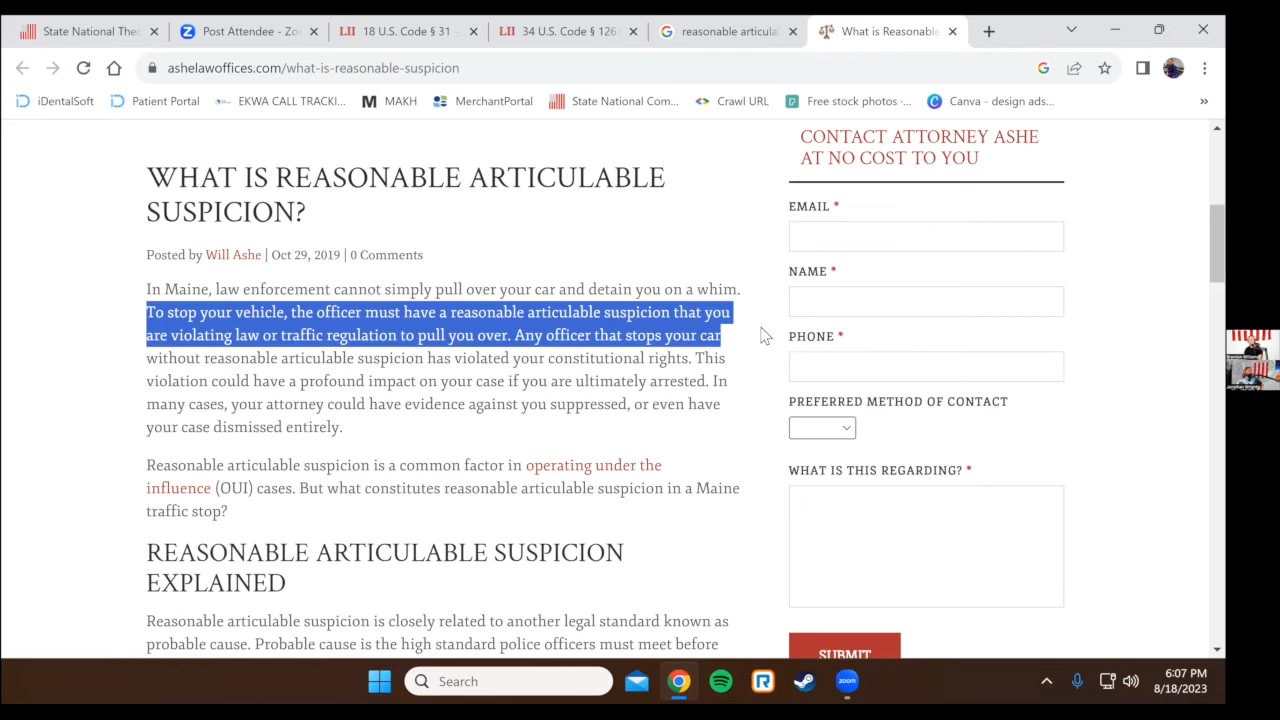 State National The
Post Attendee - Zo
LII 18 U.S. Code § 31 -
LII 34 U.S. Code § 126
reasonable articula
What is Reasonable
ashelawoffices.com/what-is-reasonable-suspicion
iDentalSoft
Patient Portal
EKWA CALL TRACKI...
M MAKH
MerchantPortal
State National Com...
Crawl URL
Free stock photos ·...
Canva - design ads...
»
WHAT IS REASONABLE ARTICULABLE
SUSPICION?
Posted by Will Ashe | Oct 29, 2019 | 0 Comments
In Maine, law enforcement cannot simply pull over your car and detain you on a whim.
To stop your vehicle, the officer must have a reasonable articulable suspicion that you
are violating law or traffic regulation to pull you over. Any officer that stops your car
without reasonable articulable suspicion has violated your constitutional rights. This
violation could have a profound impact on your case if you are ultimately arrested. In
many cases, your attorney could have evidence against you suppressed, or even have
your case dismissed entirely.
Reasonable articulable suspicion is a common factor in operating under the
influence (OUI) cases. But what constitutes reasonable articulable suspicion in a Maine
traffic stop?
REASONABLE ARTICULABLE SUSPICION
EXPLAINED
Reasonable articulable suspicion is closely related to another legal standard known as
probable cause. Probable cause is the high standard police officers must meet before
CONTACT ATTORNEY ASHE
AT NO COST TO YOU
EMAIL *
NAME *
PHONE *
PREFERRED METHOD OF CONTACT
WHAT IS THIS REGARDING? *
SUBMIT
Search
zoom
6:07 PM
8/18/2023